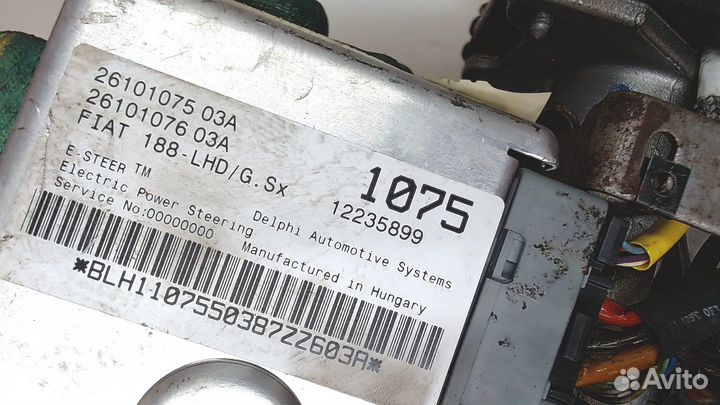 26101075 03A
26101076 03A
FIAT 188-LHD/G.Sx
1075
12235899
E.STEER TM
Electric Power Steering
Service No:00000000
Delphi Automotive Systems
Manufactured in Hungary
*BLH1107550387ZZ603A*
Avito